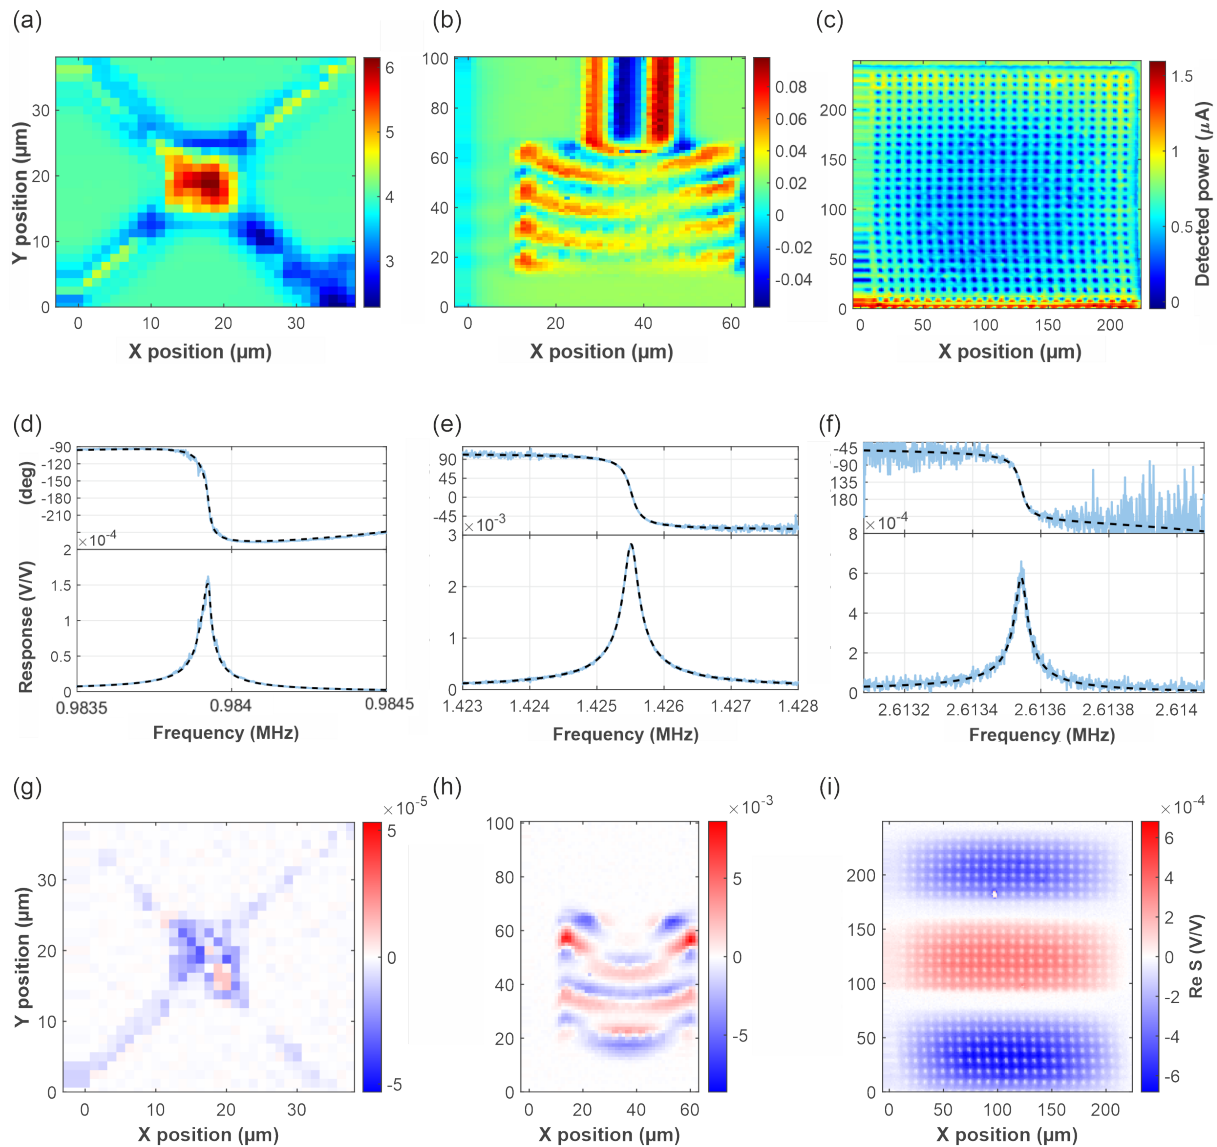 (a)
(b)
(c)
Y position (µm)
30
20
10
0
0 10 20 30
X position (µm)
6
5
4
3
100
80
60
40
20
0
0 20 40 60
X position (µm)
0.08
0.06
0.04
0.02
0
-0.02
-0.04
200
150
100
50
0
0 50 100 150 200
X position (µm)
1.5
1
0.5
0
Detected power (µA)
(d)
(e)
(f)
(deg)
-90
-120
-150
-180
-210
×10-4
Response (V/V)
2
1.5
1
0.5
0
0.9835 0.984 0.9845
Frequency (MHz)
90
45
0
-45
×10-3
3
2
1
0
1.423 1.424 1.425 1.426 1.427 1.428
Frequency (MHz)
-45
-90
135
180
×10-4
8
6
4
2
0
2.6132 2.6134 2.6136 2.6138 2.614
Frequency (MHz)
(g)
(h)
(i)
Y position (µm)
30
20
10
0
0 10 20 30
X position (µm)
×10-5
5
0
-5
100
80
60
40
20
0
0 20 40 60
X position (µm)
×10-3
5
0
-5
200
150
100
50
0
0 50 100 150 200
X position (µm)
×10-4
6
4
2
0
-2
-4
-6
Re S (V/V)